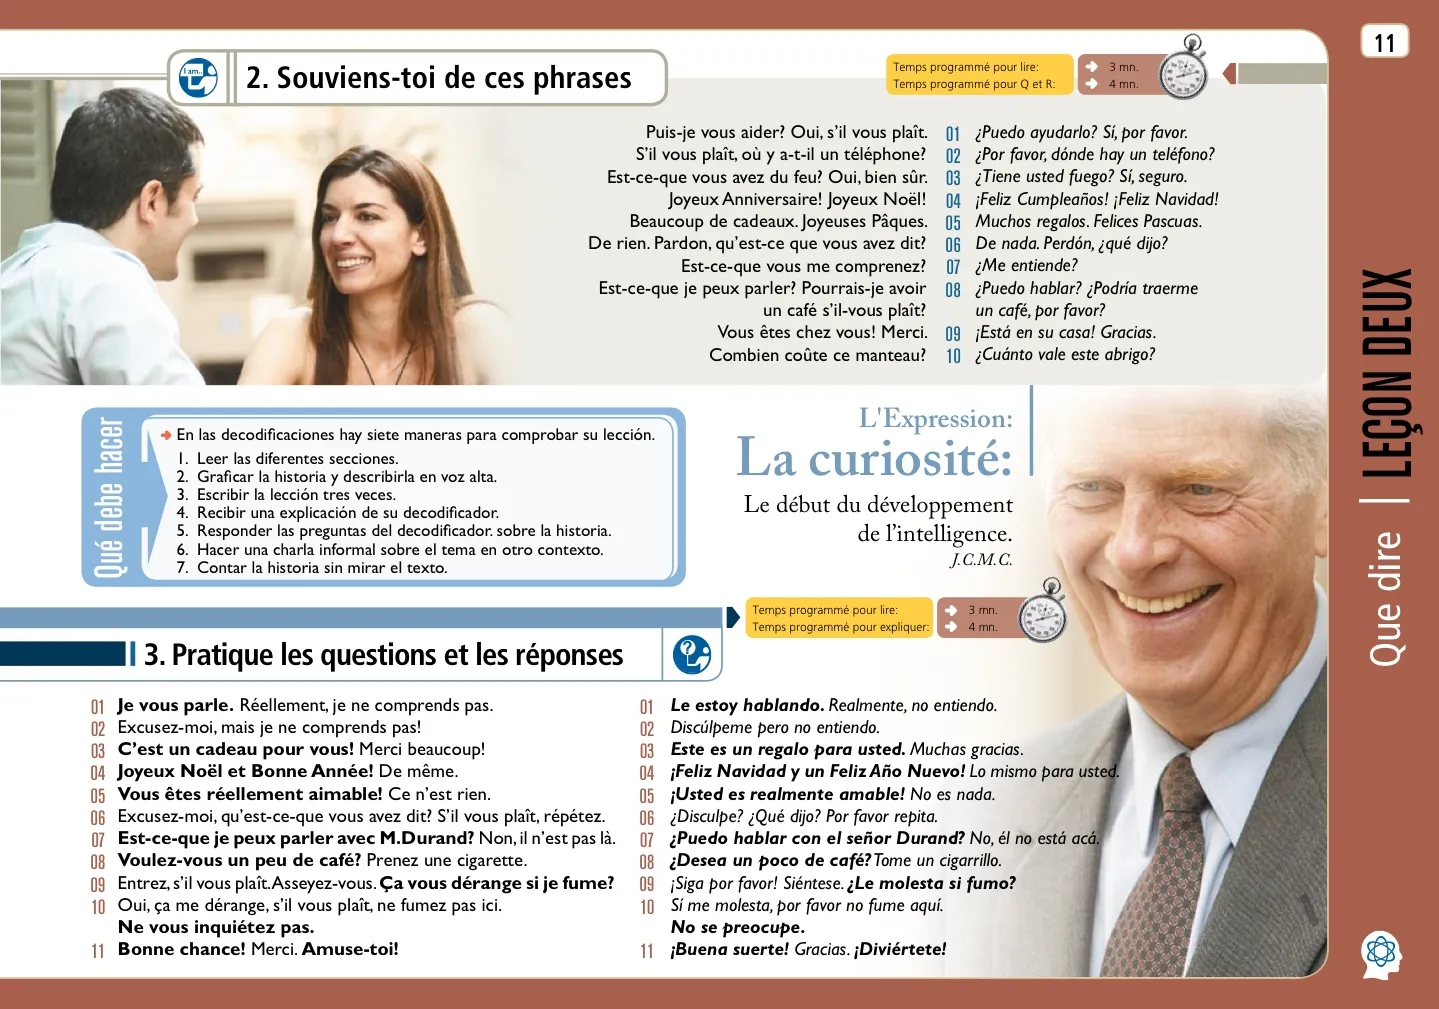 11
I am...
2. Souviens-toi de ces phrases
Temps programmé pour lire: 3 mn.
Temps programmé pour Q et R: 4 mn.
Puis-je vous aider? Oui, s’il vous plaît. 01 ¿Puedo ayudarlo? Sí, por favor.
S’il vous plaît, où y a-t-il un téléphone? 02 ¿Por favor, dónde hay un teléfono?
Est-ce-que vous avez du feu? Oui, bien sûr. 03 ¿Tiene usted fuego? Sí, seguro.
Joyeux Anniversaire! Joyeux Noël! 04 ¡Feliz Cumpleaños! ¡Feliz Navidad!
Beaucoup de cadeaux. Joyeuses Pâques. 05 Muchos regalos. Felices Pascuas.
De rien. Pardon, qu’est-ce que vous avez dit? 06 De nada. Perdón, ¿qué dijo?
Est-ce-que vous me comprenez? 07 ¿Me entiende?
Est-ce-que je peux parler? Pourrais-je avoir 08 ¿Puedo hablar? ¿Podría traerme
un café s’il-vous plaît? un café, por favor?
Vous êtes chez vous! Merci. 09 ¡Está en su casa! Gracias.
Combien coûte ce manteau? 10 ¿Cuánto vale este abrigo?
Qué debe hacer
En las decodificaciones hay siete maneras para comprobar su lección.
1. Leer las diferentes secciones.
2. Graficar la historia y describirla en voz alta.
3. Escribir la lección tres veces.
4. Recibir una explicación de su decodificador.
5. Responder las preguntas del decodificador. sobre la historia.
6. Hacer una charla informal sobre el tema en otro contexto.
7. Contar la historia sin mirar el texto.
L'Expression:
La curiosité:
Le début du développement
de l’intelligence.
J.C.M.C.
Temps programmé pour lire: 3 mn.
Temps programmé pour expliquer: 4 mn.
3. Pratique les questions et les réponses
?
01 Je vous parle. Réellement, je ne comprends pas.
02 Excusez-moi, mais je ne comprends pas!
03 C’est un cadeau pour vous! Merci beaucoup!
04 Joyeux Noël et Bonne Année! De même.
05 Vous êtes réellement aimable! Ce n’est rien.
06 Excusez-moi, qu’est-ce-que vous avez dit? S’il vous plaît, répétez.
07 Est-ce-que je peux parler avec M.Durand? Non, il n’est pas là.
08 Voulez-vous un peu de café? Prenez une cigarette.
09 Entrez, s’il vous plaît.Asseyez-vous. Ça vous dérange si je fume?
10 Oui, ça me dérange, s’il vous plaît, ne fumez pas ici.
Ne vous inquiétez pas.
11 Bonne chance! Merci. Amuse-toi!
01 Le estoy hablando. Realmente, no entiendo.
02 Discúlpeme pero no entiendo.
03 Este es un regalo para usted. Muchas gracias.
04 ¡Feliz Navidad y un Feliz Año Nuevo! Lo mismo para usted.
05 ¡Usted es realmente amable! No es nada.
06 ¿Disculpe? ¿Qué dijo? Por favor repita.
07 ¿Puedo hablar con el señor Durand? No, él no está acá.
08 ¿Desea un poco de café? Tome un cigarrillo.
09 ¡Siga por favor! Siéntese. ¿Le molesta si fumo?
10 Sí me molesta, por favor no fume aquí.
No se preocupe.
11 ¡Buena suerte! Gracias. ¡Diviértete!
Que dire | LEÇON DEUX